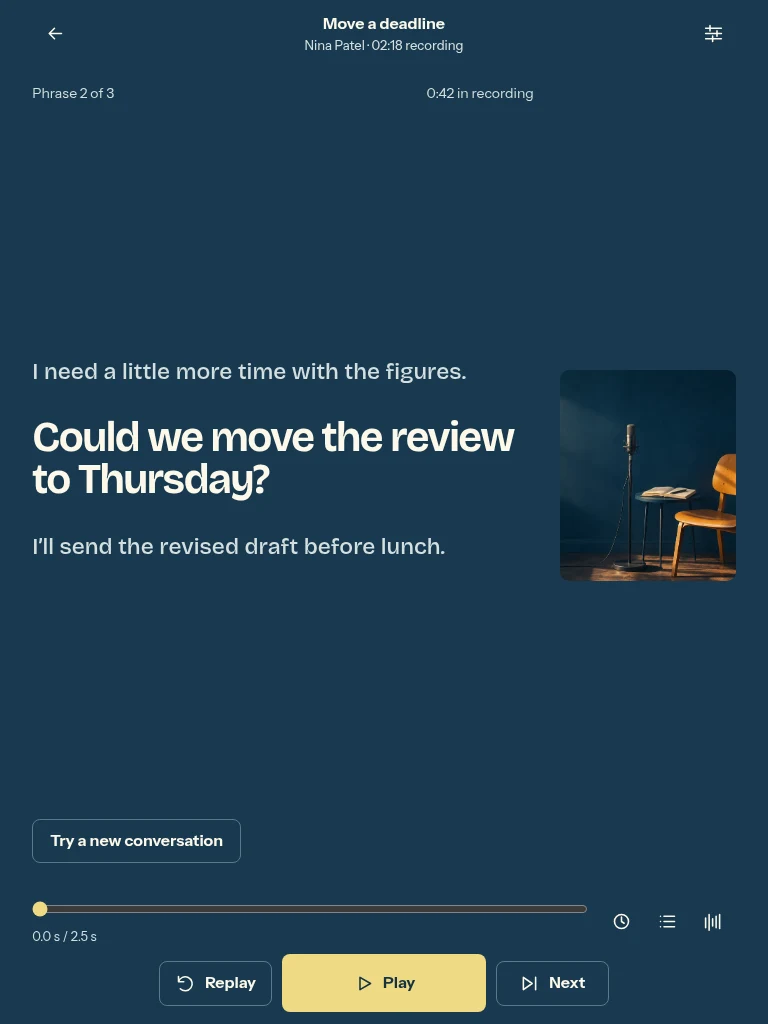 Move a deadline
Nina Patel · 02:18 recording
Phrase 2 of 3
0:42 in recording
I need a little more time with the figures.
Could we move the review
to Thursday?
I’ll send the revised draft before lunch.
Try a new conversation
0.0 s / 2.5 s
Replay
Play
Next